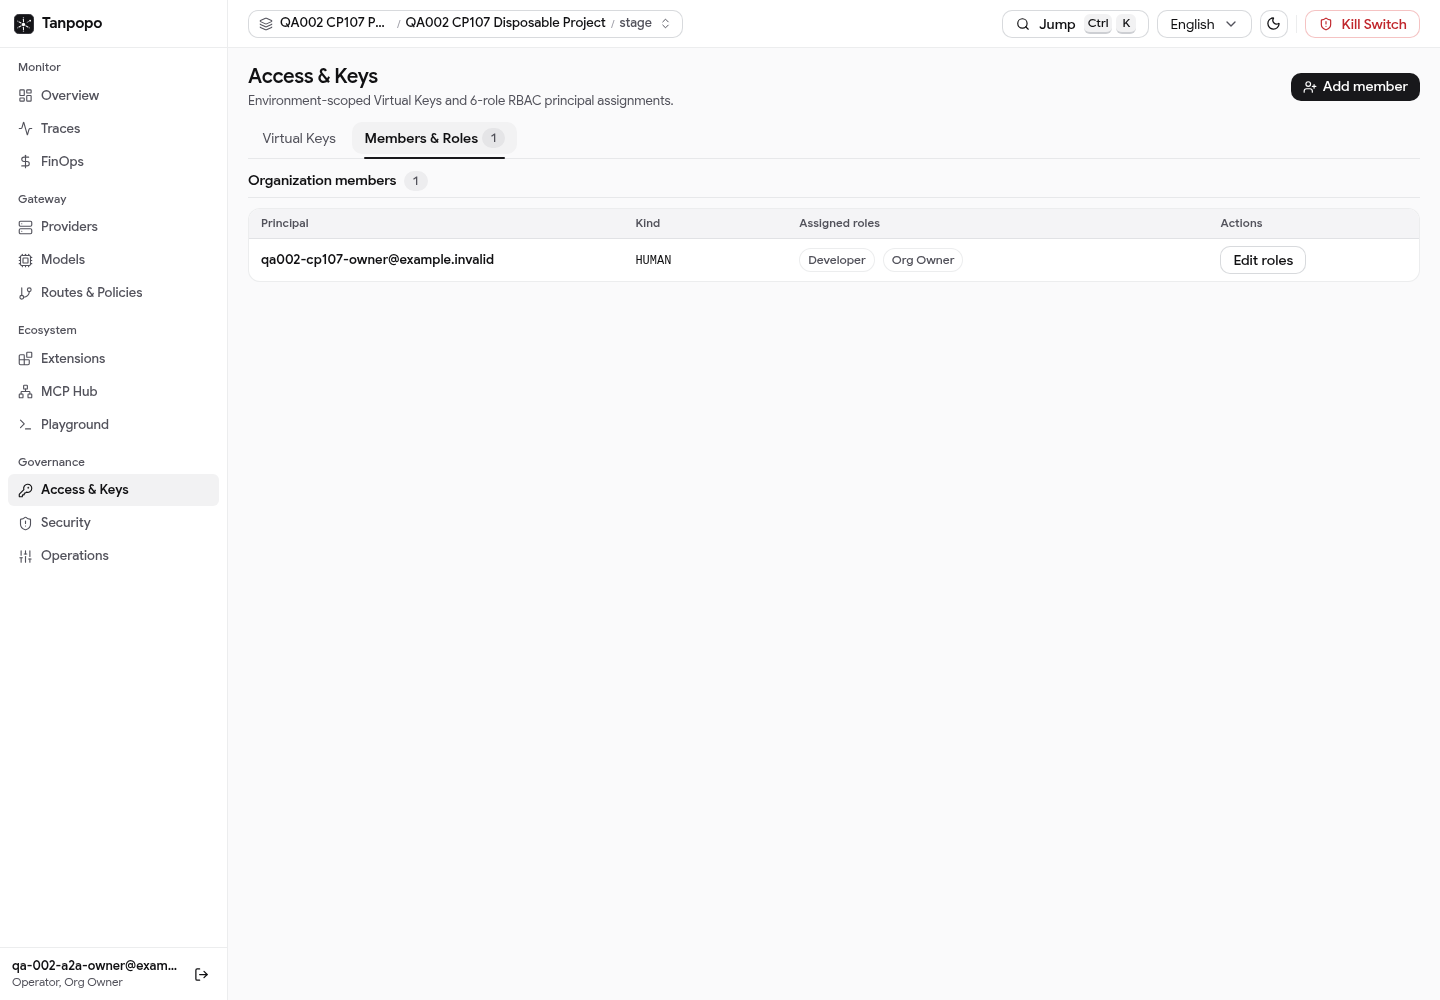 Tanpopo
QA002 CP107 P... / QA002 CP107 Disposable Project / stage
Jump Ctrl K
English
Kill Switch
Monitor
Overview
Traces
FinOps
Gateway
Providers
Models
Routes & Policies
Ecosystem
Extensions
MCP Hub
Playground
Governance
Access & Keys
Security
Operations
qa-002-a2a-owner@exam...
Operator, Org Owner
Access & Keys
Environment-scoped Virtual Keys and 6-role RBAC principal assignments.
Add member
Virtual Keys Members & Roles 1
Organization members 1
Principal Kind Assigned roles Actions
qa002-cp107-owner@example.invalid HUMAN Developer Org Owner Edit roles